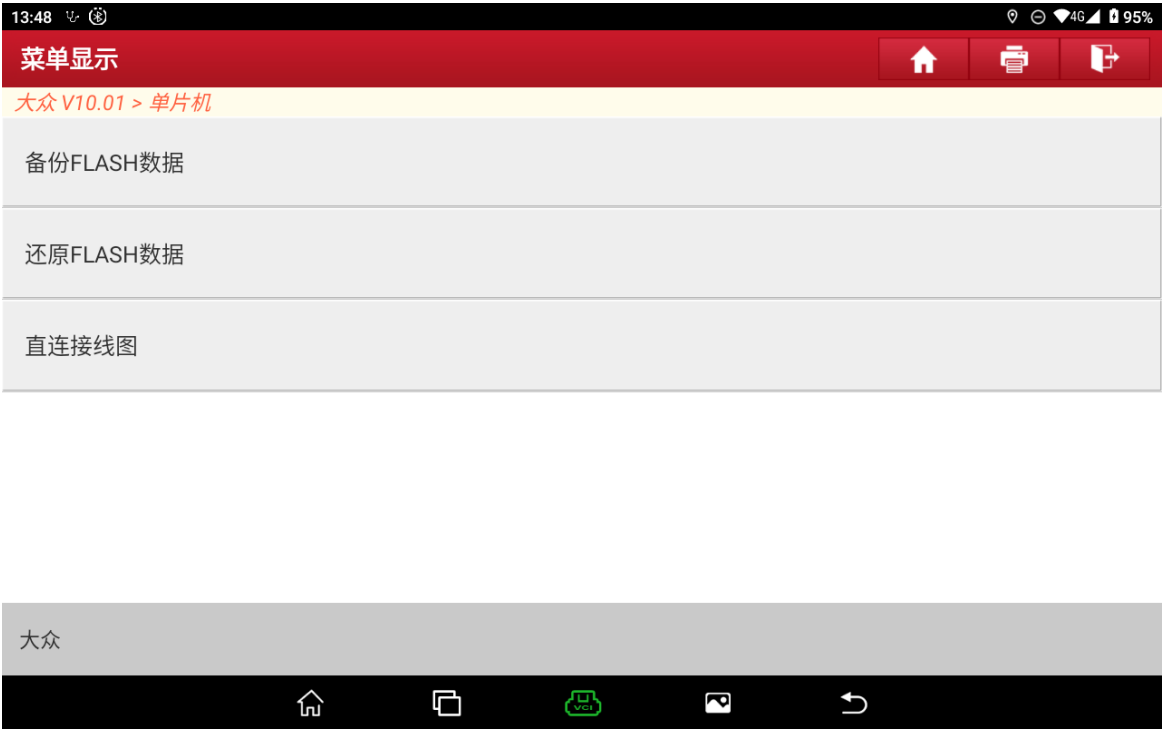 13:48
4G 95%
菜单显示
大众 V10.01 > 单片机
备份FLASH数据
还原FLASH数据
直连接线图
大众
VCI